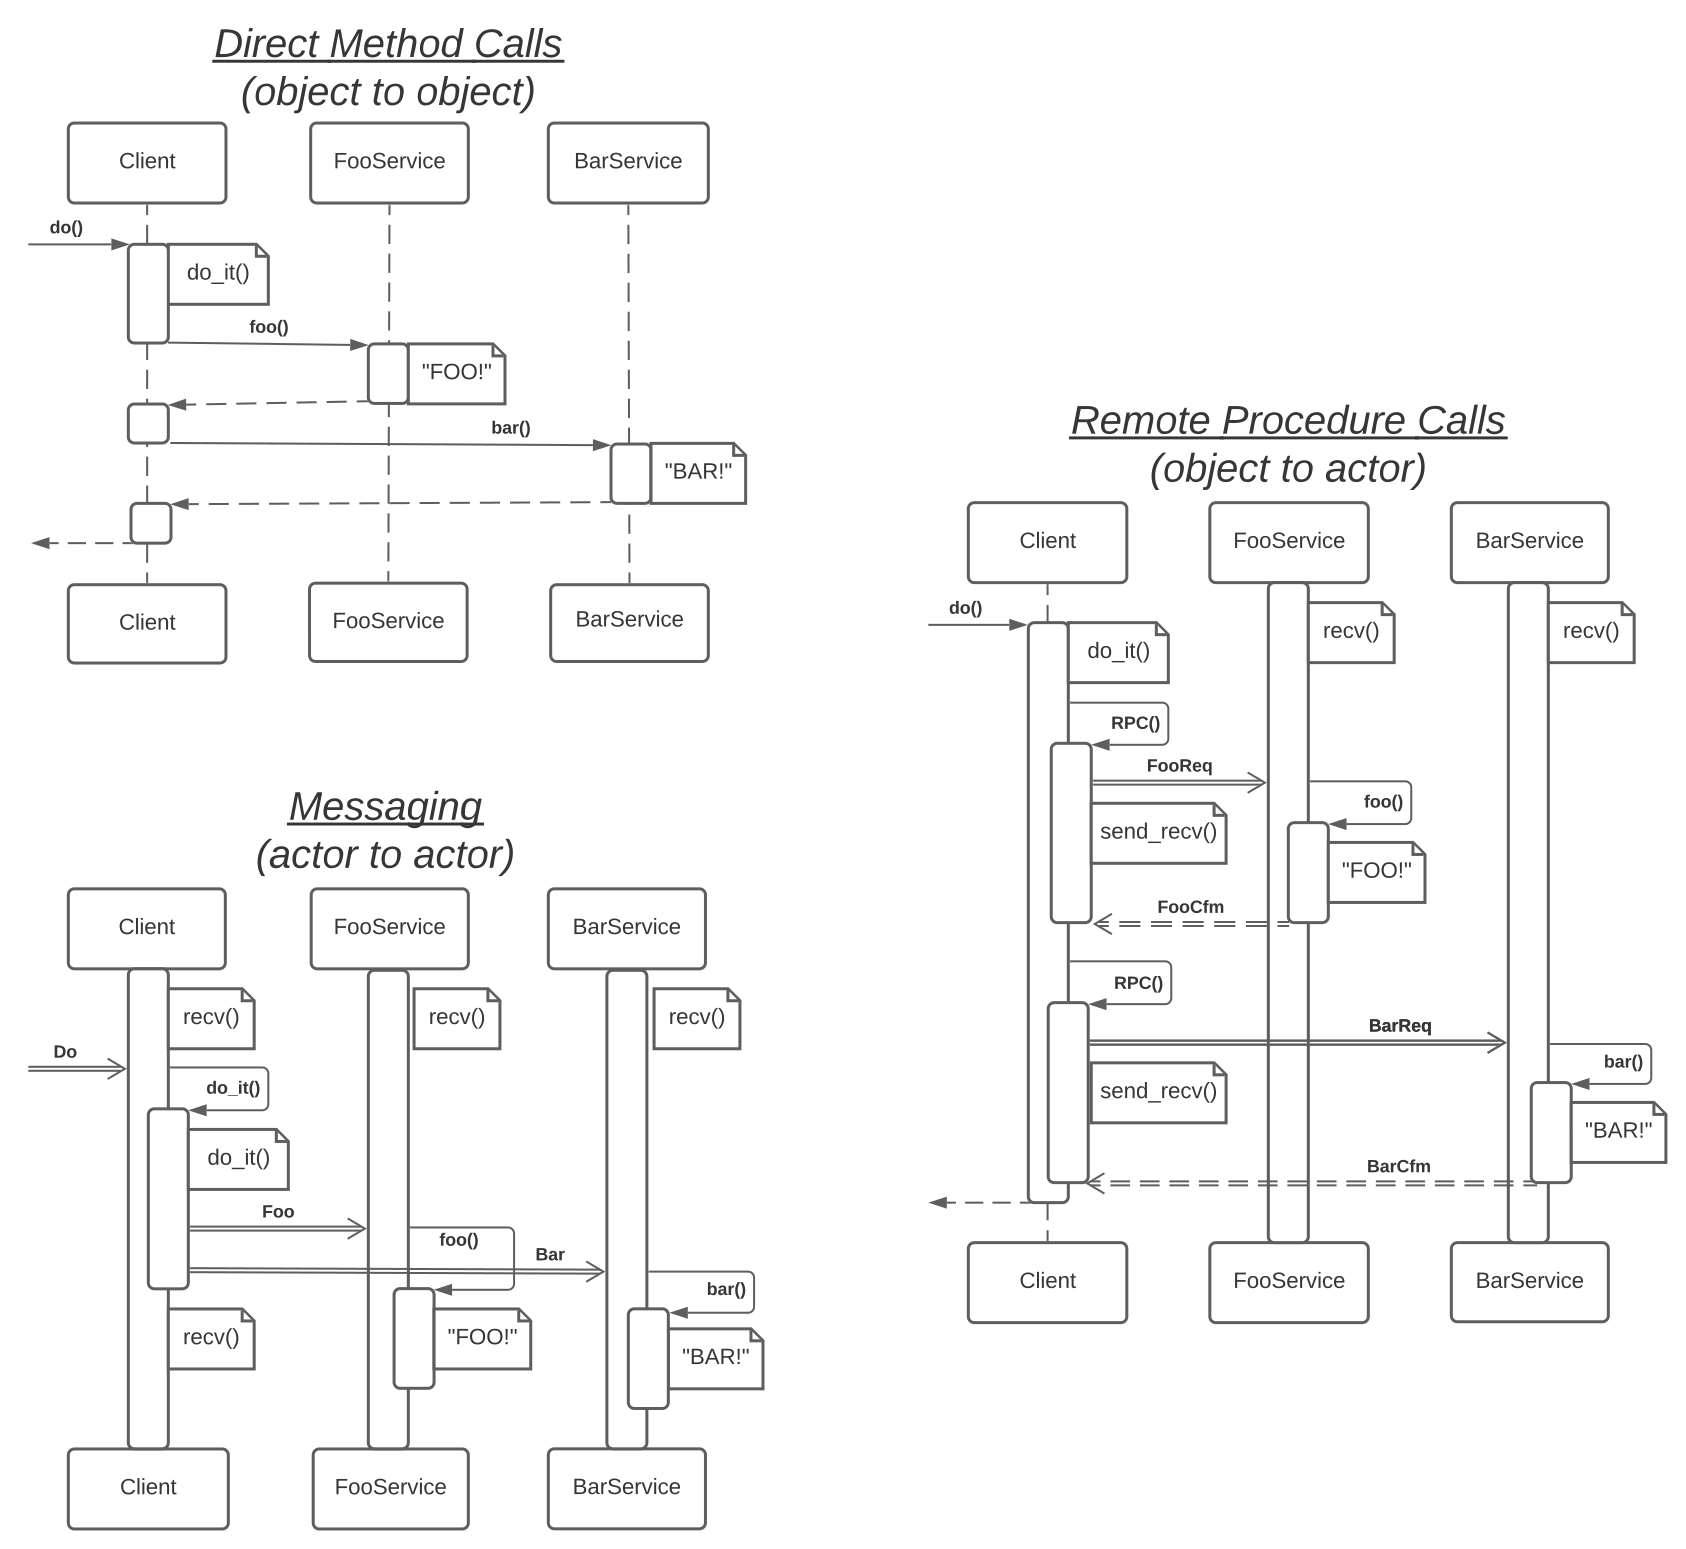 Direct Method Calls
(object to object)
Client
FooService
BarService
do()
do_it()
foo()
"FOO!"
bar()
"BAR!"
Client
FooService
BarService
Messaging
(actor to actor)
Client
FooService
BarService
recv()
recv()
recv()
Do
do_it()
do_it()
Foo
foo()
Bar
bar()
recv()
"FOO!"
"BAR!"
Client
FooService
BarService
Remote Procedure Calls
(object to actor)
Client
FooService
BarService
do()
recv()
recv()
do_it()
RPC()
FooReq
foo()
send_recv()
"FOO!"
FooCfm
RPC()
BarReq
bar()
send_recv()
"BAR!"
BarCfm
Client
FooService
BarService